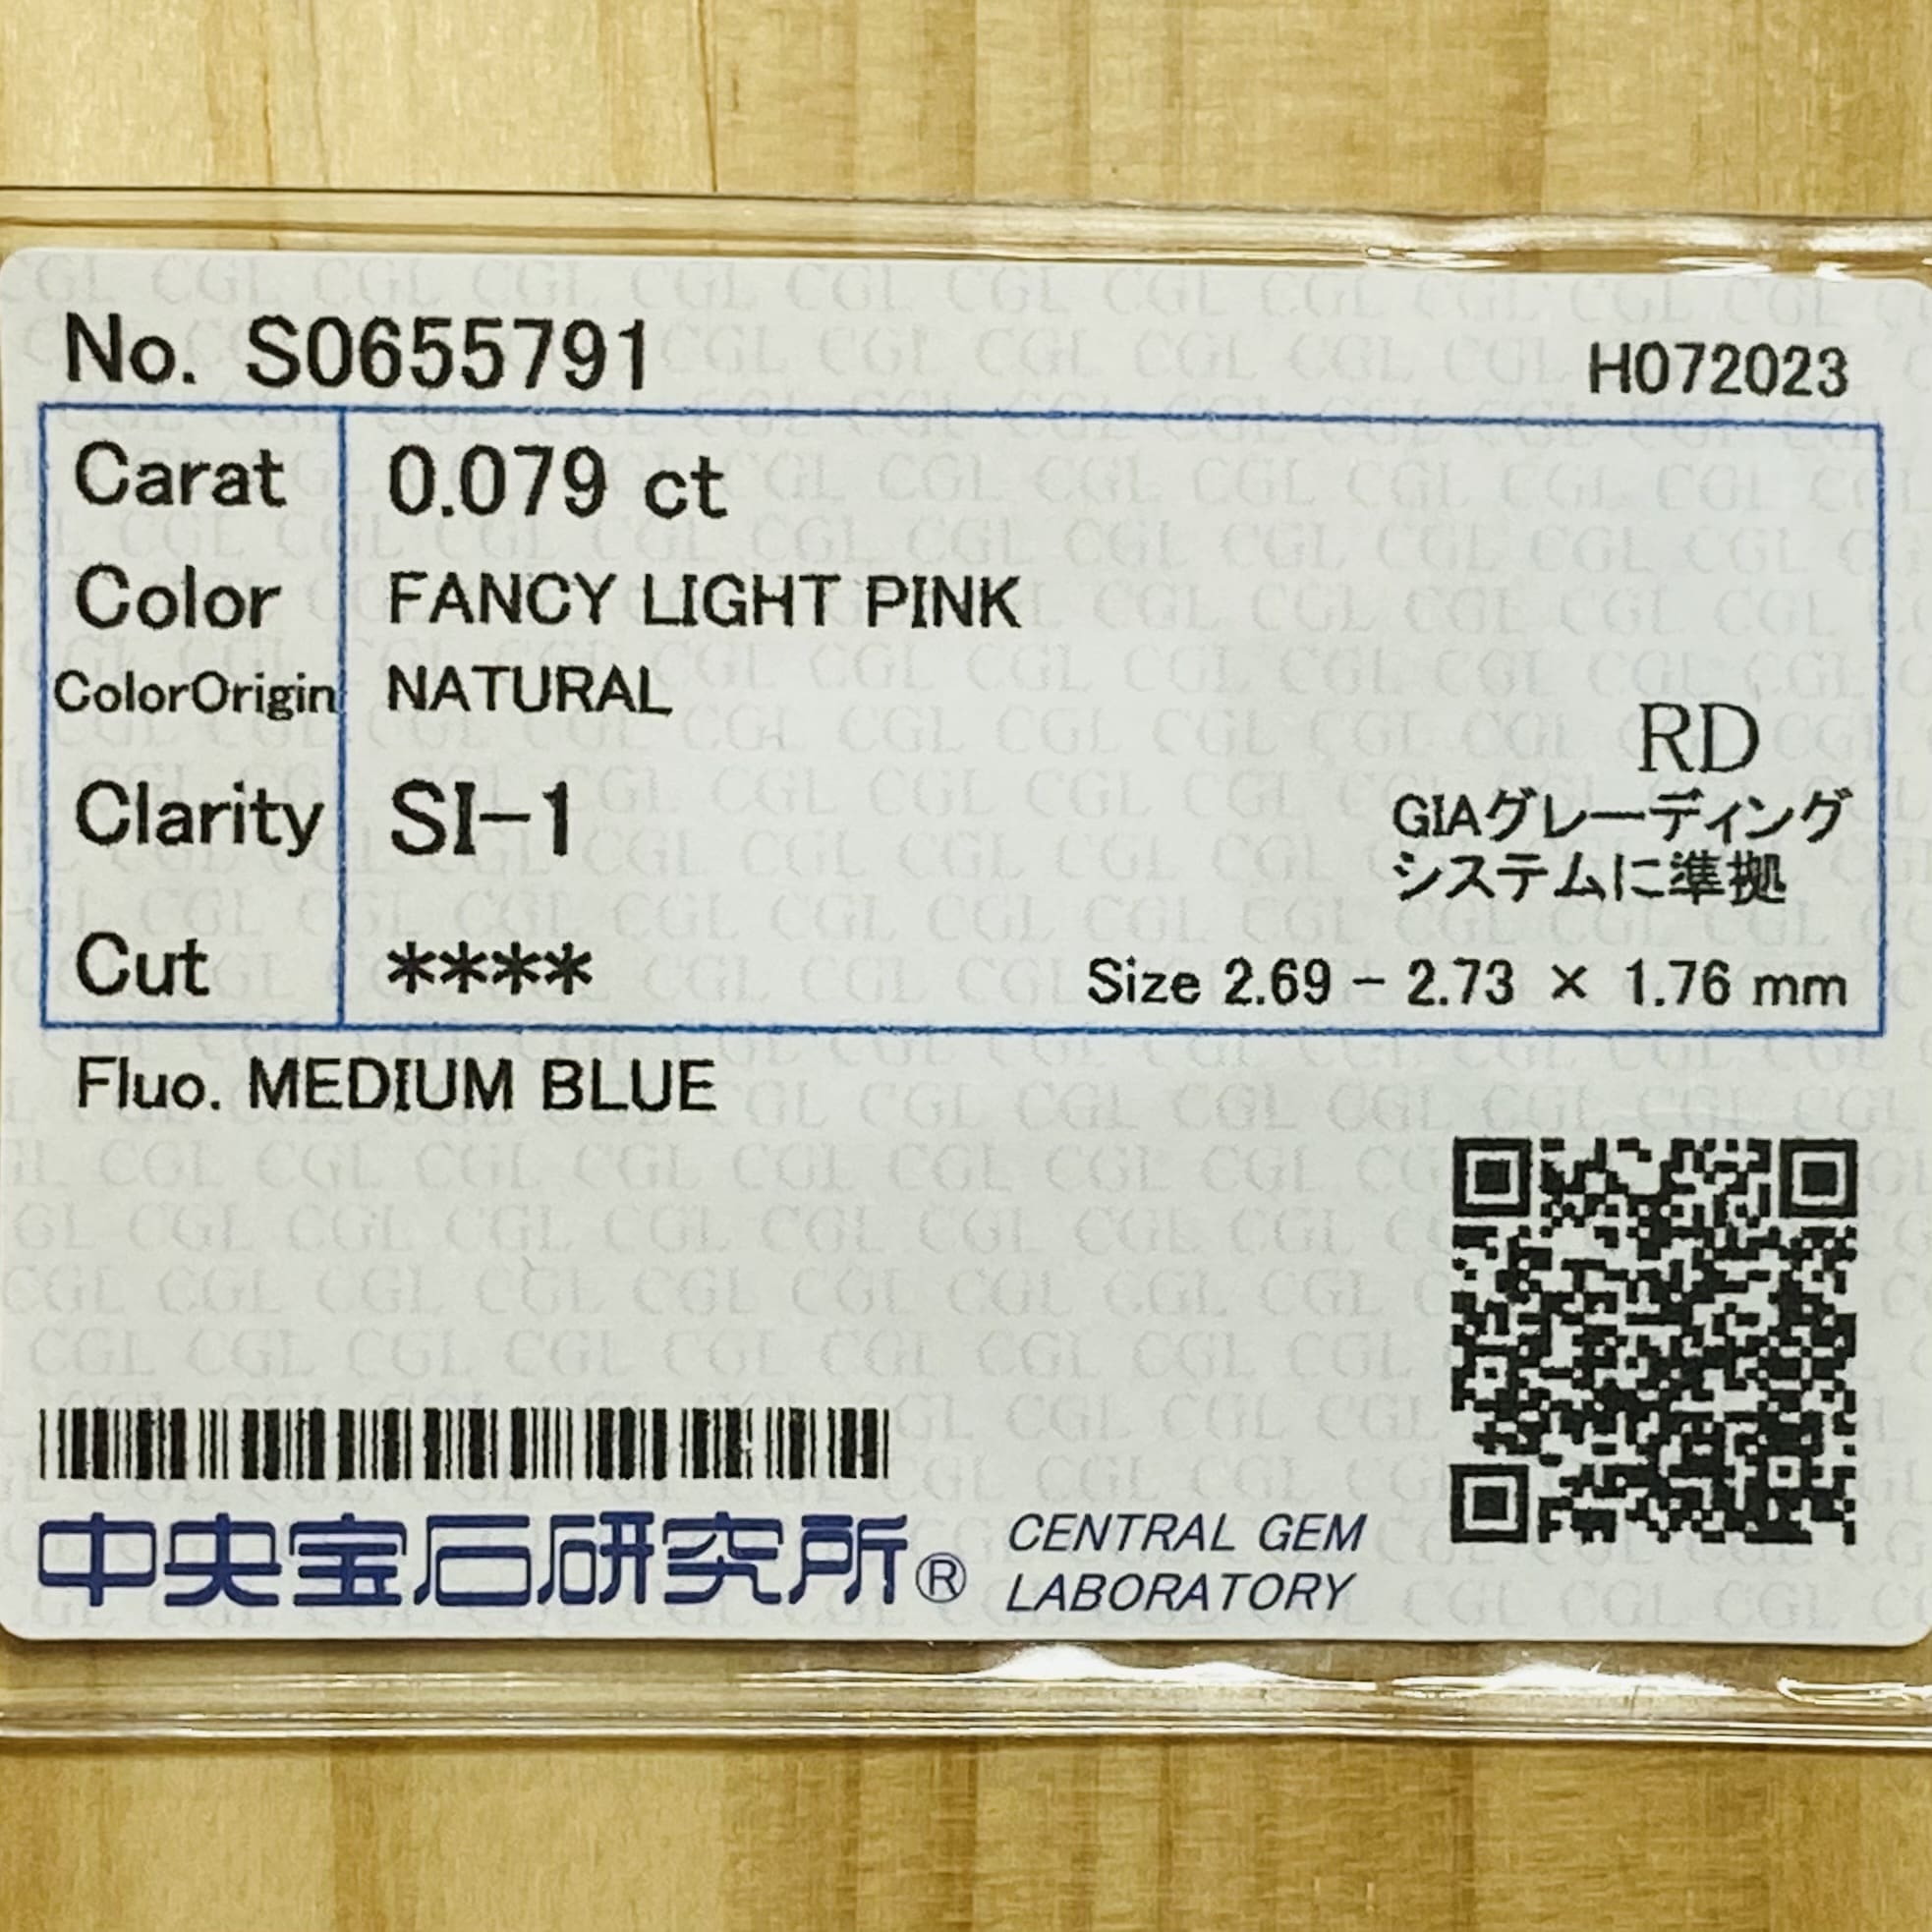 No. S0655791
H072023
Carat 0.079 ct
Color FANCY LIGHT PINK
ColorOrigin NATURAL
RD
Clarity SI-1
GIAグレーディング
システムに準拠
Cut ****
Size 2.69 - 2.73 × 1.76 mm
Fluo. MEDIUM BLUE
中央宝石研究所®
CENTRAL GEM
LABORATORY